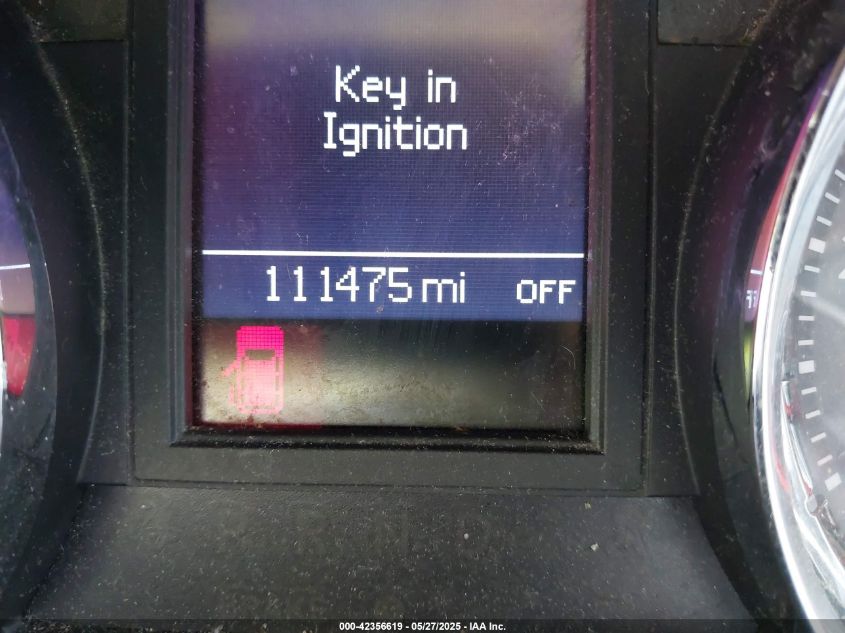 Key in
Ignition
111475 mi OFF
000-42356619 - 05/27/2025 - IAA Inc.